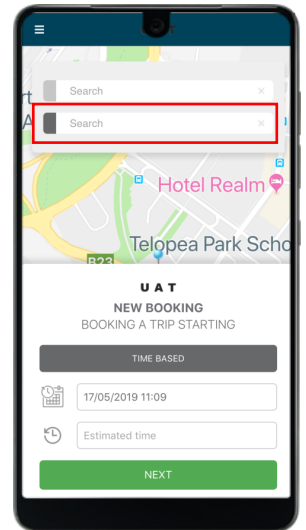 UAT
Search ×
Search ×
Hotel Realm
Telopea Park Scho
B23
UAT
NEW BOOKING
BOOKING A TRIP STARTING
TIME BASED
17/05/2019 11:09
Estimated time
NEXT